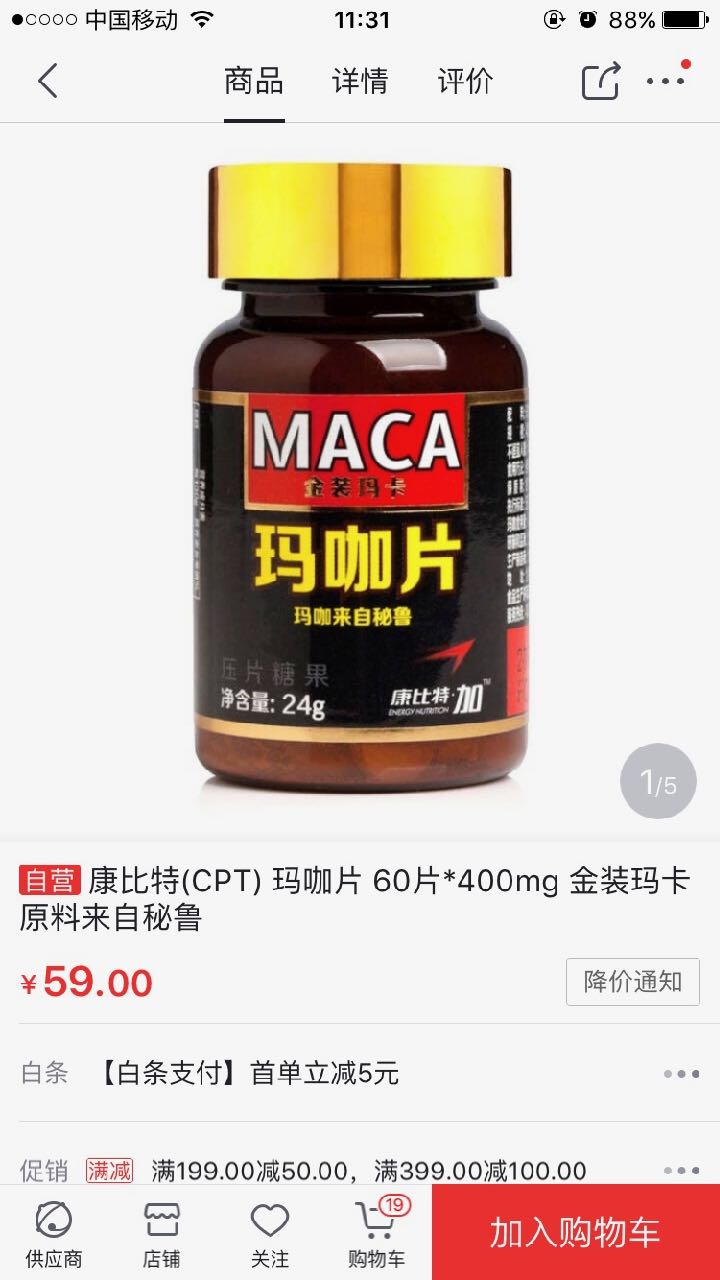 中国移动 11:31 88%
商品 详情 评价
MACA
金装玛卡
玛咖片
玛咖来自秘鲁
压片糖果
净含量: 24g
康比特·加™
ENERGY NUTRITION
1/5
自营 康比特(CPT) 玛咖片 60片*400mg 金装玛卡
原料来自秘鲁
¥59.00 降价通知
白条 【白条支付】首单立减5元
促销 满减 满199.00减50.00，满399.00减100.00
19
供应商 店铺 关注 购物车 加入购物车